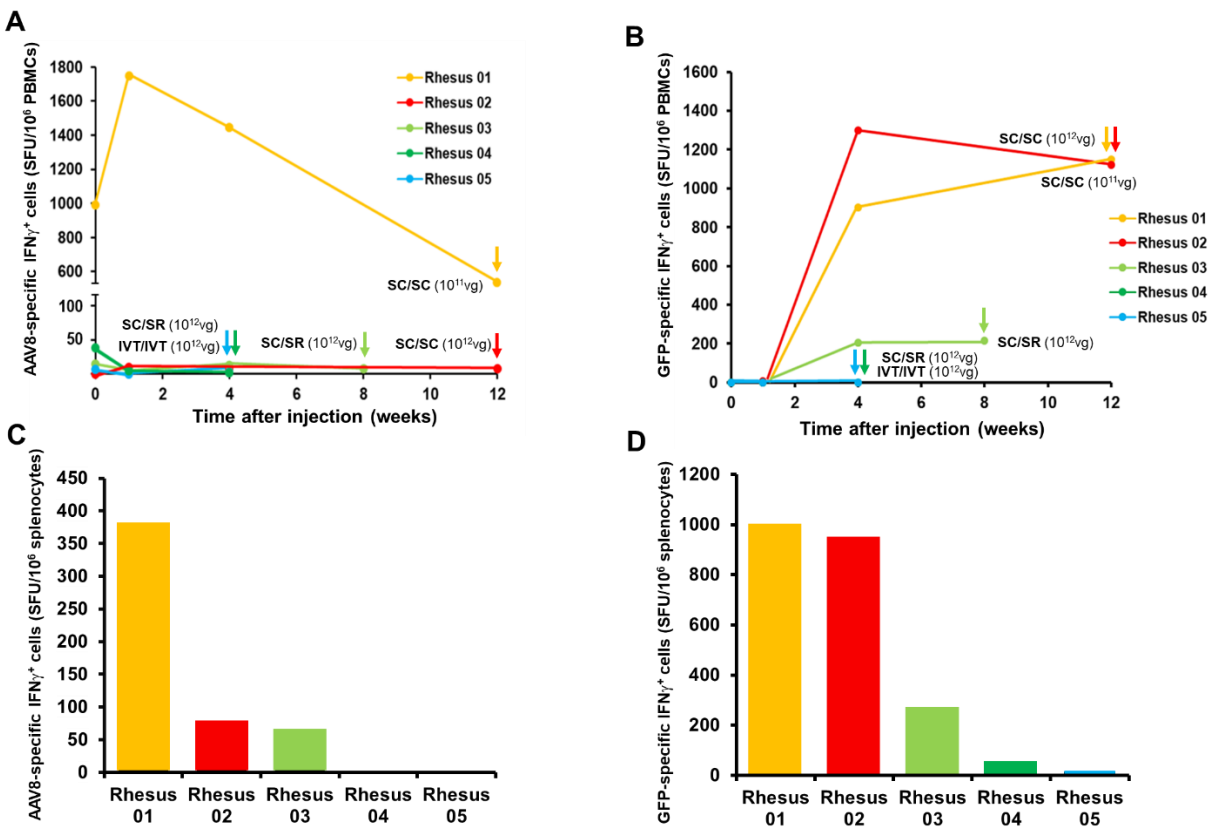 A
AAV8-specific IFNγ⁺ cells (SFU/10⁶ PBMCs)
1800
1600
1400
1200
1000
800
600
100
50
Rhesus 01
Rhesus 02
Rhesus 03
Rhesus 04
Rhesus 05
SC/SC (10¹¹vg)
SC/SR (10¹²vg)
IVT/IVT (10¹²vg)
SC/SR (10¹²vg)
SC/SC (10¹²vg)
0 2 4 6 8 10 12
Time after injection (weeks)
B
GFP-specific IFNγ⁺ cells (SFU/10⁶ PBMCs)
1600
1400
1200
1000
800
600
400
200
0
SC/SC (10¹²vg)
SC/SC (10¹¹vg)
Rhesus 01
Rhesus 02
Rhesus 03
Rhesus 04
Rhesus 05
SC/SR (10¹²vg)
SC/SR (10¹²vg)
IVT/IVT (10¹²vg)
0 2 4 6 8 10 12
Time after injection (weeks)
C
AAV8-specific IFNγ⁺ cells (SFU/10⁶ splenocytes)
450
400
350
300
250
200
150
100
50
0
Rhesus Rhesus Rhesus Rhesus Rhesus
01 02 03 04 05
D
GFP-specific IFNγ⁺ cells (SFU/10⁶ splenocytes)
1200
1000
800
600
400
200
0
Rhesus Rhesus Rhesus Rhesus Rhesus
01 02 03 04 05